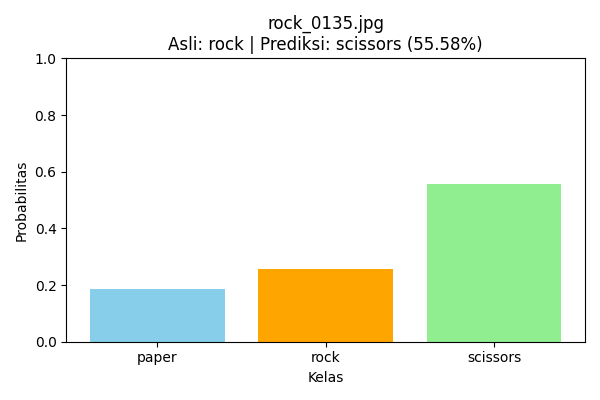 rock_0135.jpg
Asli: rock | Prediksi: scissors (55.58%)
Probabilitas
1.0
0.8
0.6
0.4
0.2
0.0
paper rock scissors
Kelas